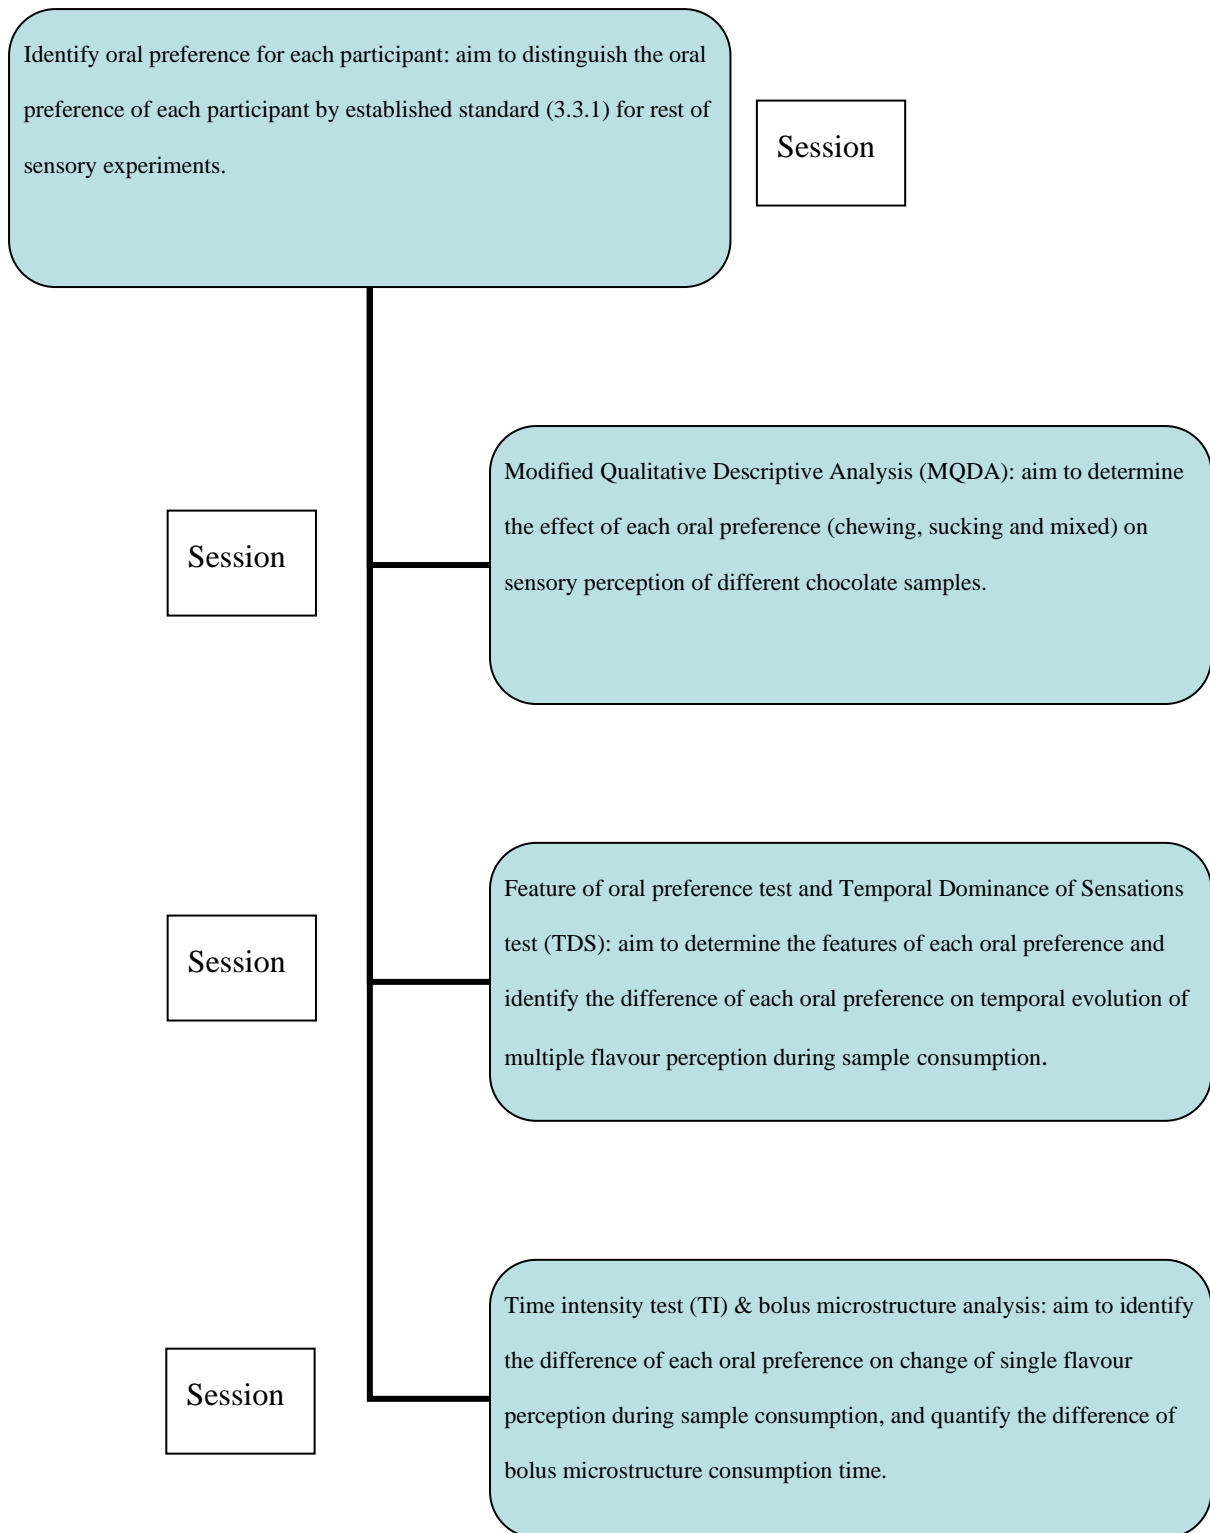 Identify oral preference for each participant: aim to distinguish the oral
preference of each participant by established standard (3.3.1) for rest of
sensory experiments.
Session
Modified Qualitative Descriptive Analysis (MQDA): aim to determine
the effect of each oral preference (chewing, sucking and mixed) on
sensory perception of different chocolate samples.
Session
Feature of oral preference test and Temporal Dominance of Sensations
test (TDS): aim to determine the features of each oral preference and
identify the difference of each oral preference on temporal evolution of
multiple flavour perception during sample consumption.
Session
Time intensity test (TI) & bolus microstructure analysis: aim to identify
the difference of each oral preference on change of single flavour
perception during sample consumption, and quantify the difference of
bolus microstructure consumption time.
Session